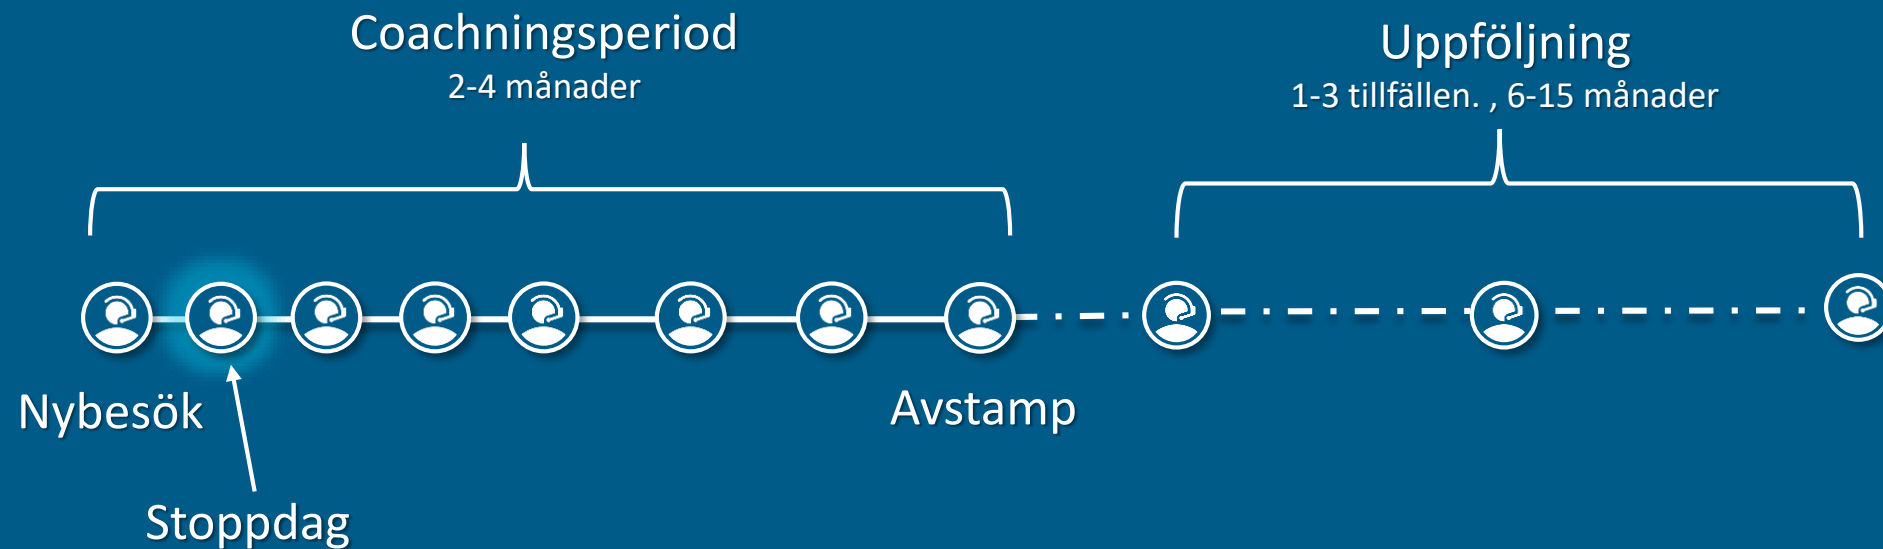 Coachningsperiod
2-4 månader
Uppföljning
1-3 tillfällen. , 6-15 månader
Nybesök
Avstamp
Stoppdag